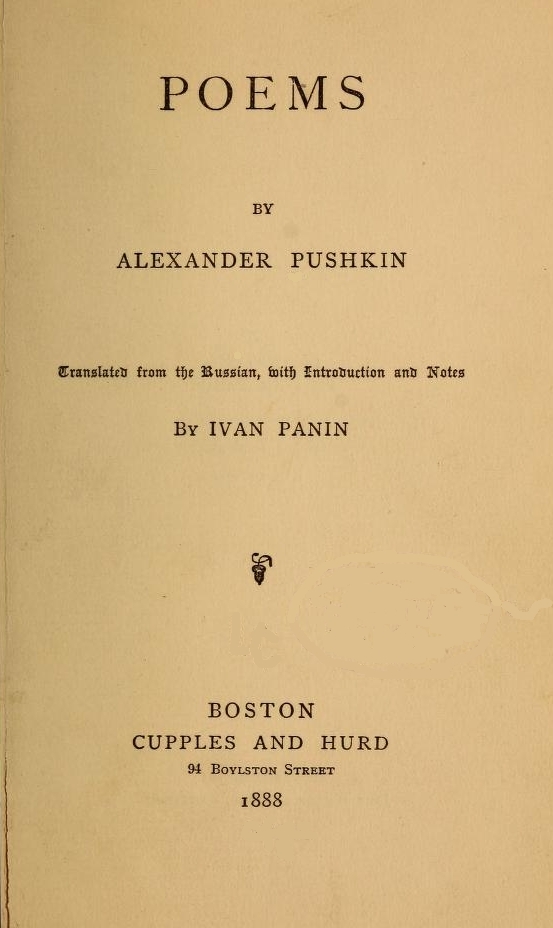 POEMS
BY
ALEXANDER PUSHKIN
Translated from the Russian, with Introduction and Notes
By IVAN PANIN
BOSTON
CUPPLES AND HURD
94 Boylston Street
1888